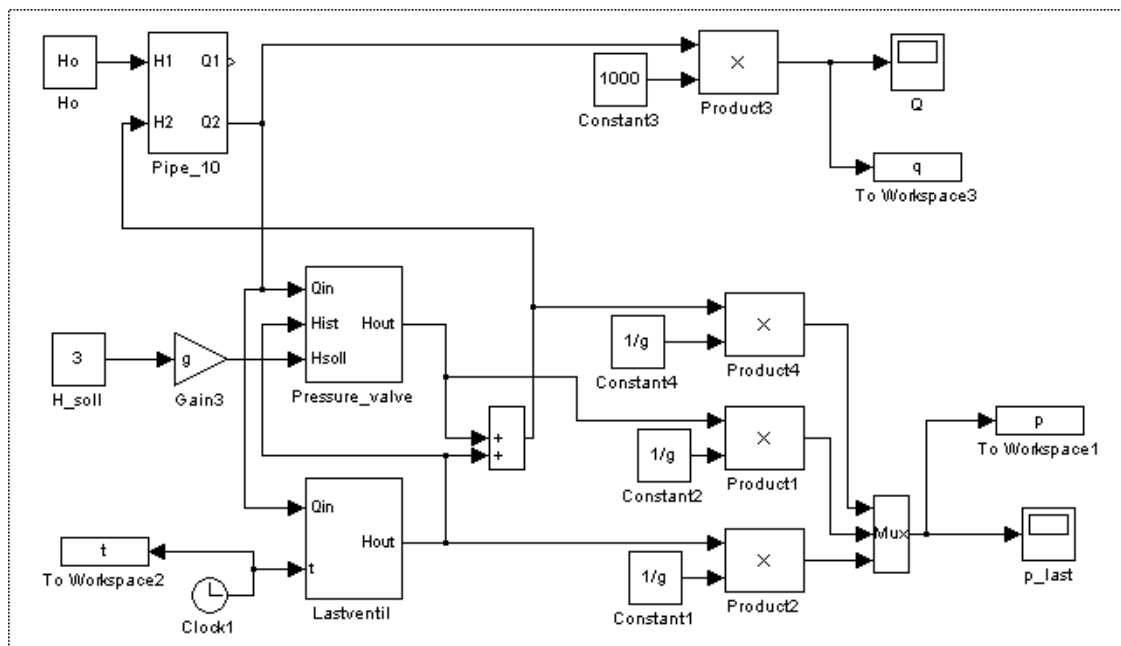 Ho
Ho
H1 Q1
H2 Q2
Pipe_10
1000
Constant3
×
Product3
Q
q
To Workspace3
3
H_soll
g
Gain3
Qin
Hist Hout
Hsoll
Pressure_valve
+
+
1/g
Constant4
×
Product4
1/g
Constant2
×
Product1
p
To Workspace1
t
To Workspace2
Clock1
Qin
Hout
t
Lastventil
1/g
Constant1
×
Product2
Mux
p_last